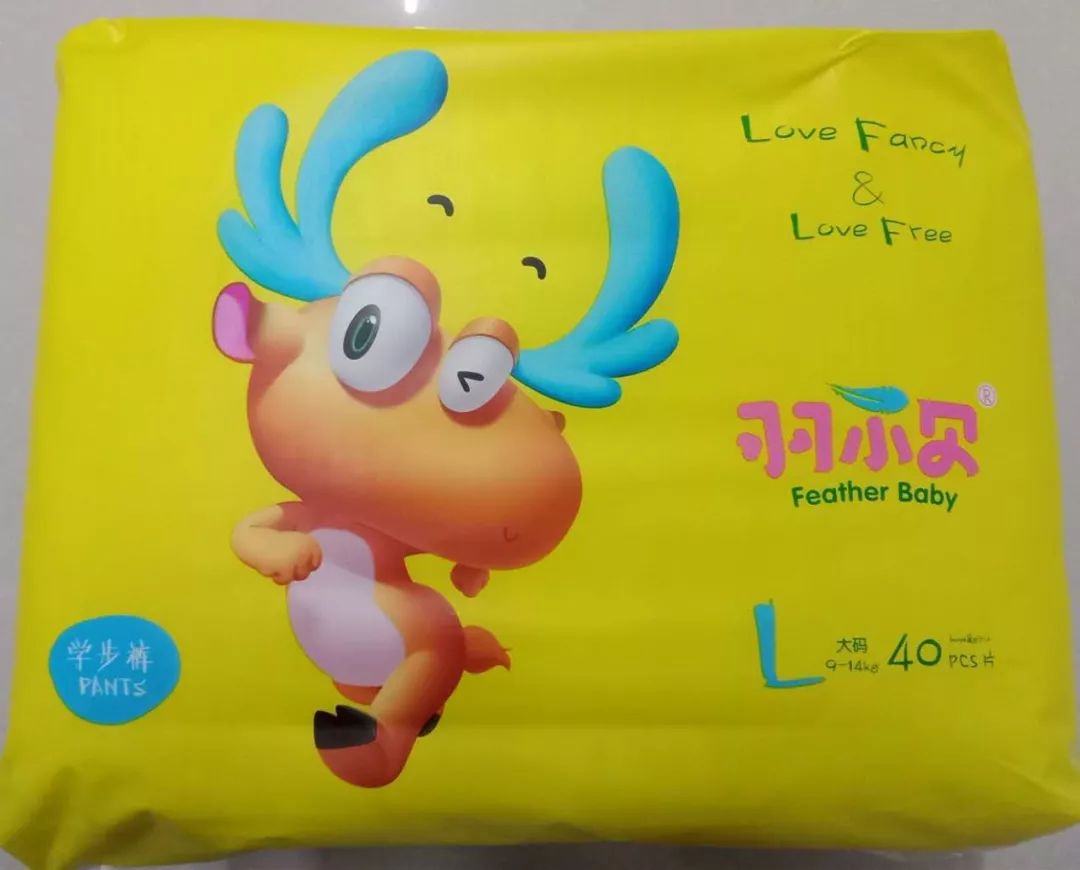 Love Fancy
&
Love Free
羽小贝®
Feather Baby
L 大码 9-14kg 40 PCS片
学步裤
PANTS